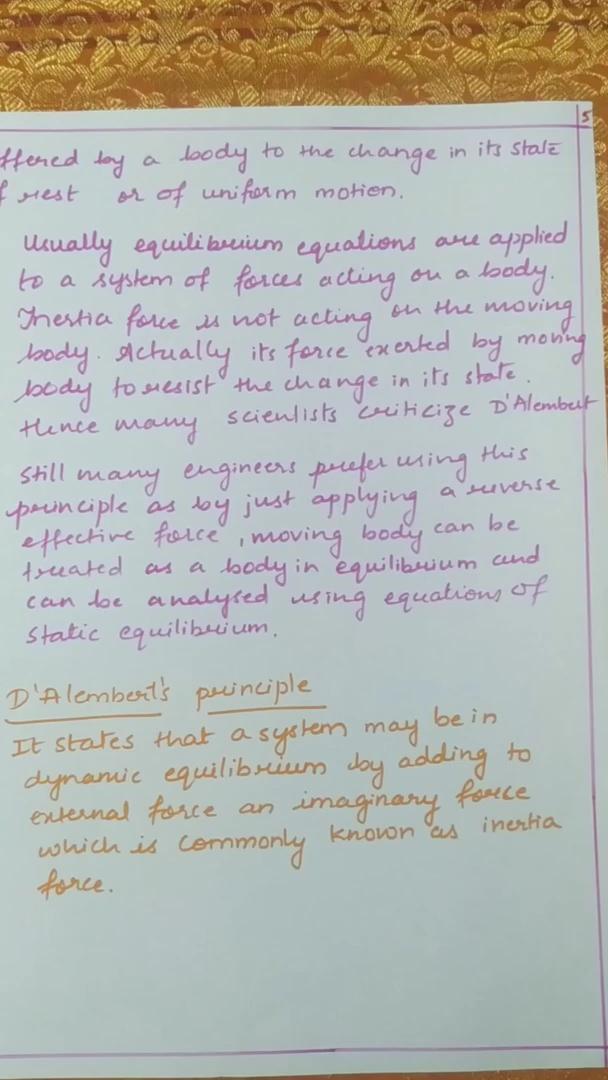 5
ffered by a body to the change in its state
f rest or of uniform motion.
Usually equilibrium equations are applied
to a system of forces acting on a body.
Inertia force is not acting on the moving
body. Actually its force exerted by moving
body to resist the change in its state.
Hence many scientists criticize D'Alembert
Still many engineers prefer using this
principle as by just applying a reverse
effective force, moving body can be
treated as a body in equilibrium and
can be analysed using equations of
static equilibrium.
D'Alembert's principle
It states that a system may be in
dynamic equilibrium by adding to
external force an imaginary force
which is commonly known as inertia
force.